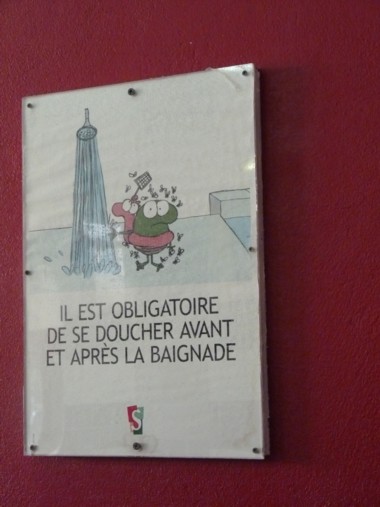 IL EST OBLIGATOIRE
DE SE DOUCHER AVANT
ET APRÈS LA BAIGNADE
S